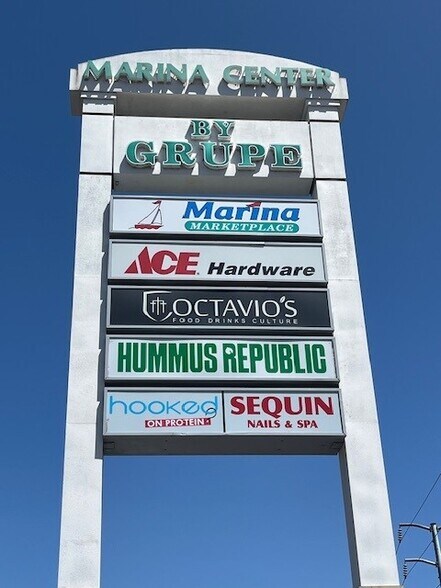 MARINA CENTER
BY
GRUPE
Marina
MARKETPLACE
ACE Hardware
OCTAVIO'S
FOOD DRINKS CULTURE
HUMMUS REPUBLIC
hooked
ON PROTEIN
SEQUIN
NAILS & SPA